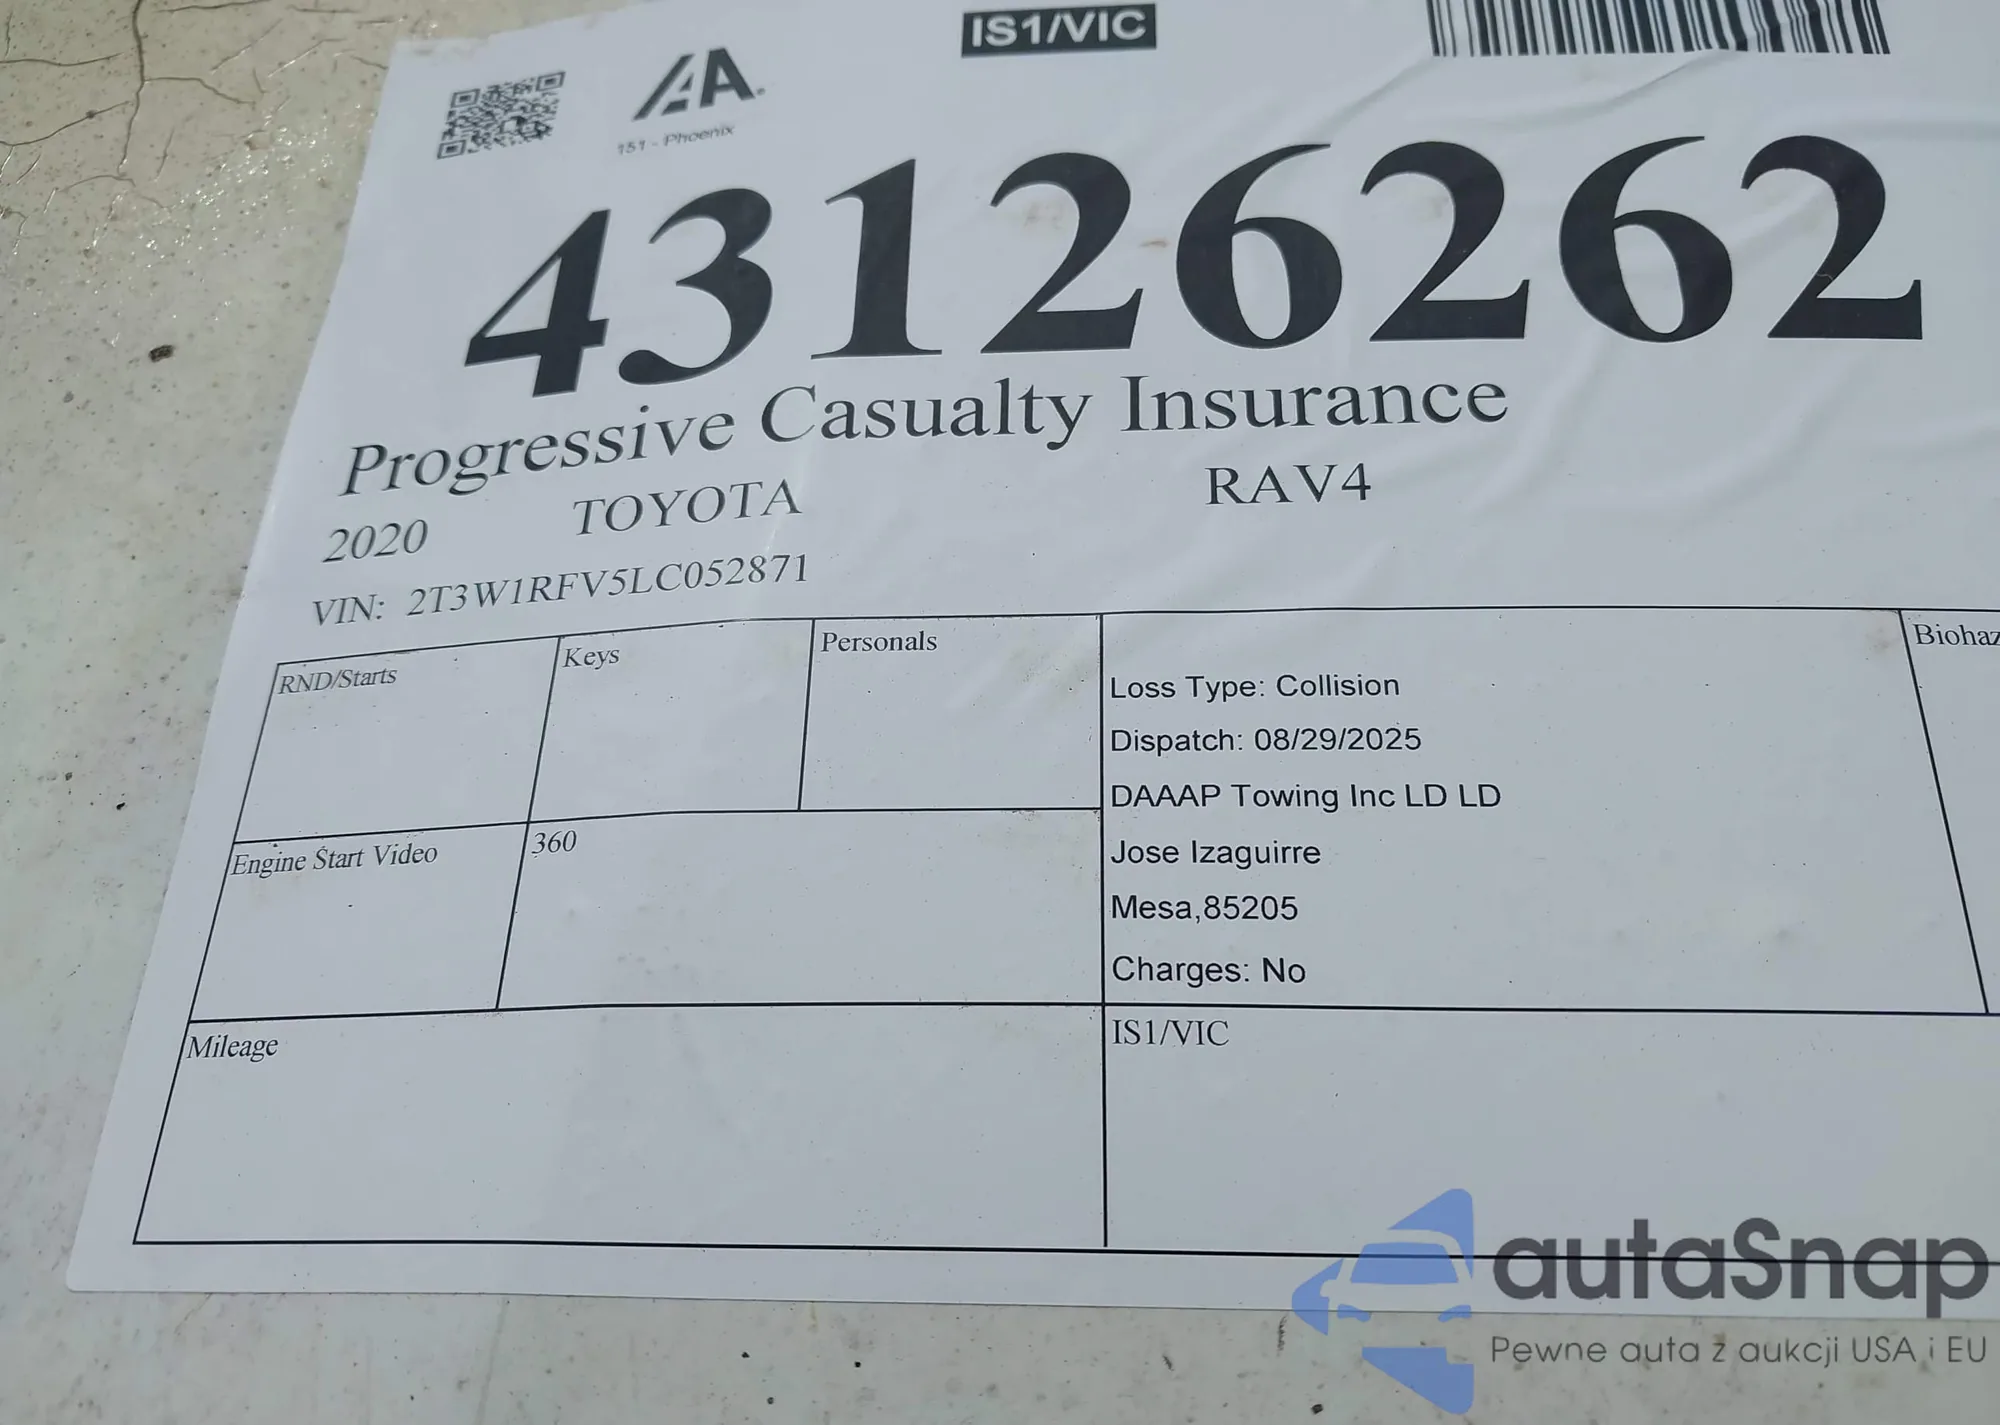 IS1/VIC
IAA.
151 - Phoenix
43126262
Progressive Casualty Insurance
2020 TOYOTA RAV4
VIN: 2T3W1RFV5LC052871
RND/Starts
Keys
Personals
Loss Type: Collision
Dispatch: 08/29/2025
DAAAP Towing Inc LD LD
Jose Izaguirre
Mesa,85205
Charges: No
Biohaz
Engine Start Video
360
Mileage
IS1/VIC
autaSnap
Pewne auta z aukcji USA i EU